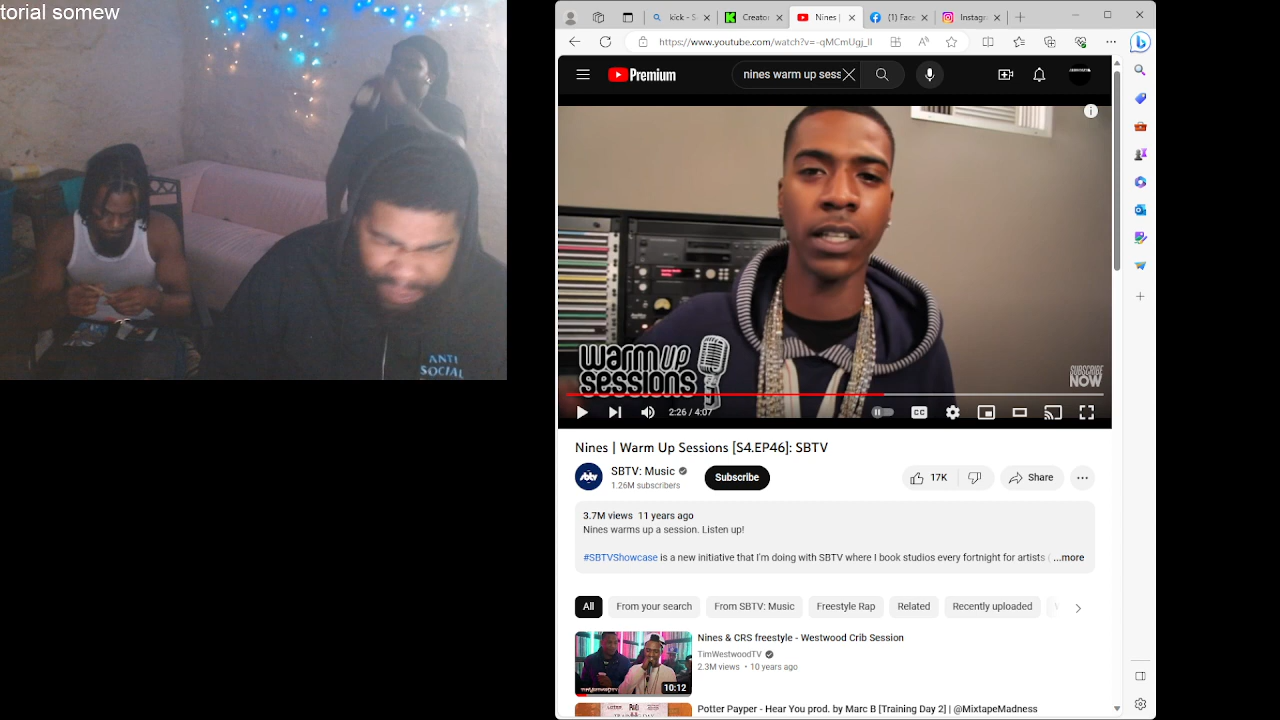 torial somew
ANTI
SOCIAL
kick - S
Creator
Nines |
(1) Face
Instagr
https://www.youtube.com/watch?v=-qMCmUgj_lI
Premium
nines warm up sess
warm up
sessions
SUBSCRIBE
NOW
2:26 / 4:07
CC
Nines | Warm Up Sessions [S4.EP46]: SBTV
sbtv
SBTV: Music
1.26M subscribers
Subscribe
17K
Share
3.7M views 11 years ago
Nines warms up a session. Listen up!
#SBTVShowcase is a new initiative that I'm doing with SBTV where I book studios every fortnight for artists ...more
All
From your search
From SBTV: Music
Freestyle Rap
Related
Recently uploaded
Nines & CRS freestyle - Westwood Crib Session
TimWestwoodTV
2.3M views • 10 years ago
10:12
Potter Payper - Hear You prod. by Marc B [Training Day 2] | @MixtapeMadness